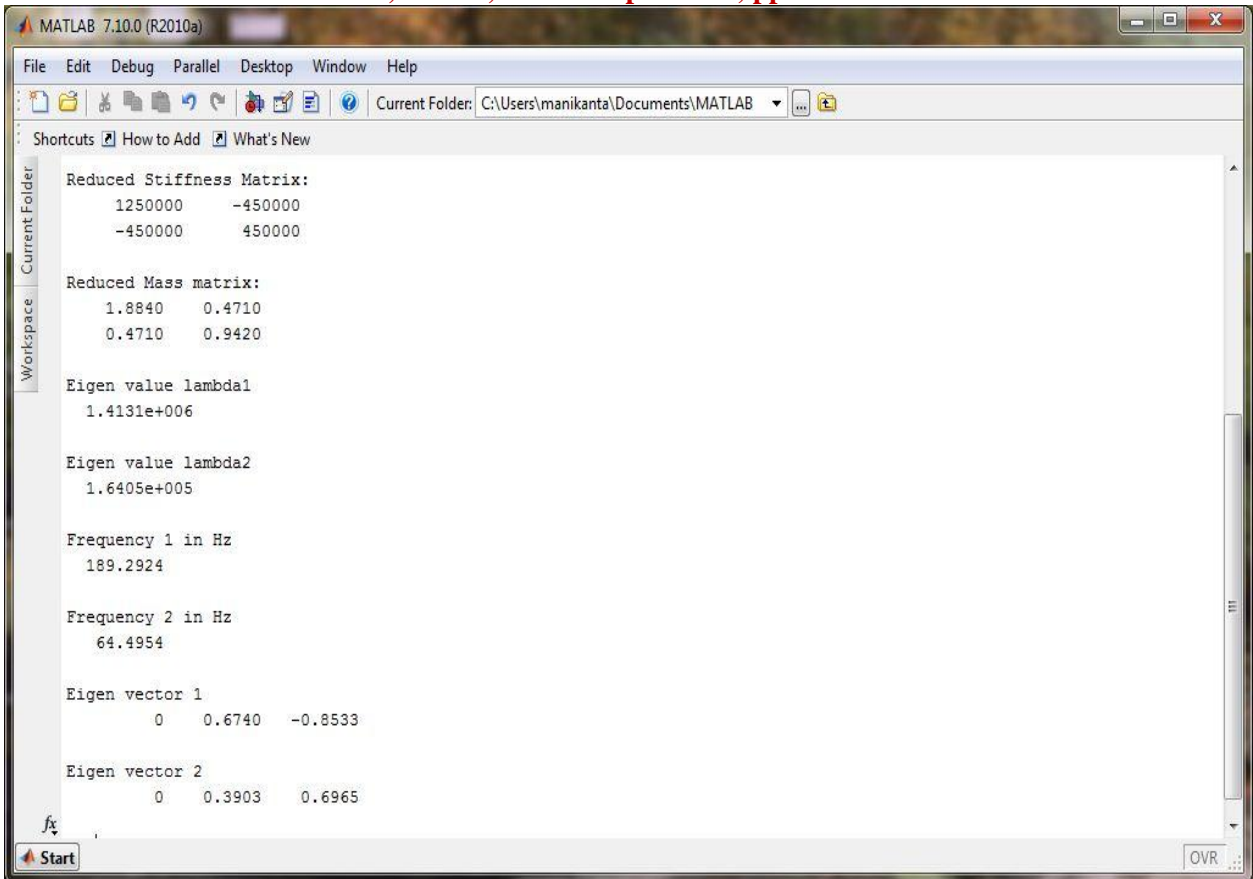 MATLAB 7.10.0 (R2010a)
File Edit Debug Parallel Desktop Window Help
Current Folder: C:\Users\manikanta\Documents\MATLAB
Shortcuts How to Add What's New
Current Folder
Workspace
Reduced Stiffness Matrix:
1250000 -450000
-450000 450000
Reduced Mass matrix:
1.8840 0.4710
0.4710 0.9420
Eigen value lambda1
1.4131e+006
Eigen value lambda2
1.6405e+005
Frequency 1 in Hz
189.2924
Frequency 2 in Hz
64.4954
Eigen vector 1
0 0.6740 -0.8533
Eigen vector 2
0 0.3903 0.6965
fx
Start
OVR